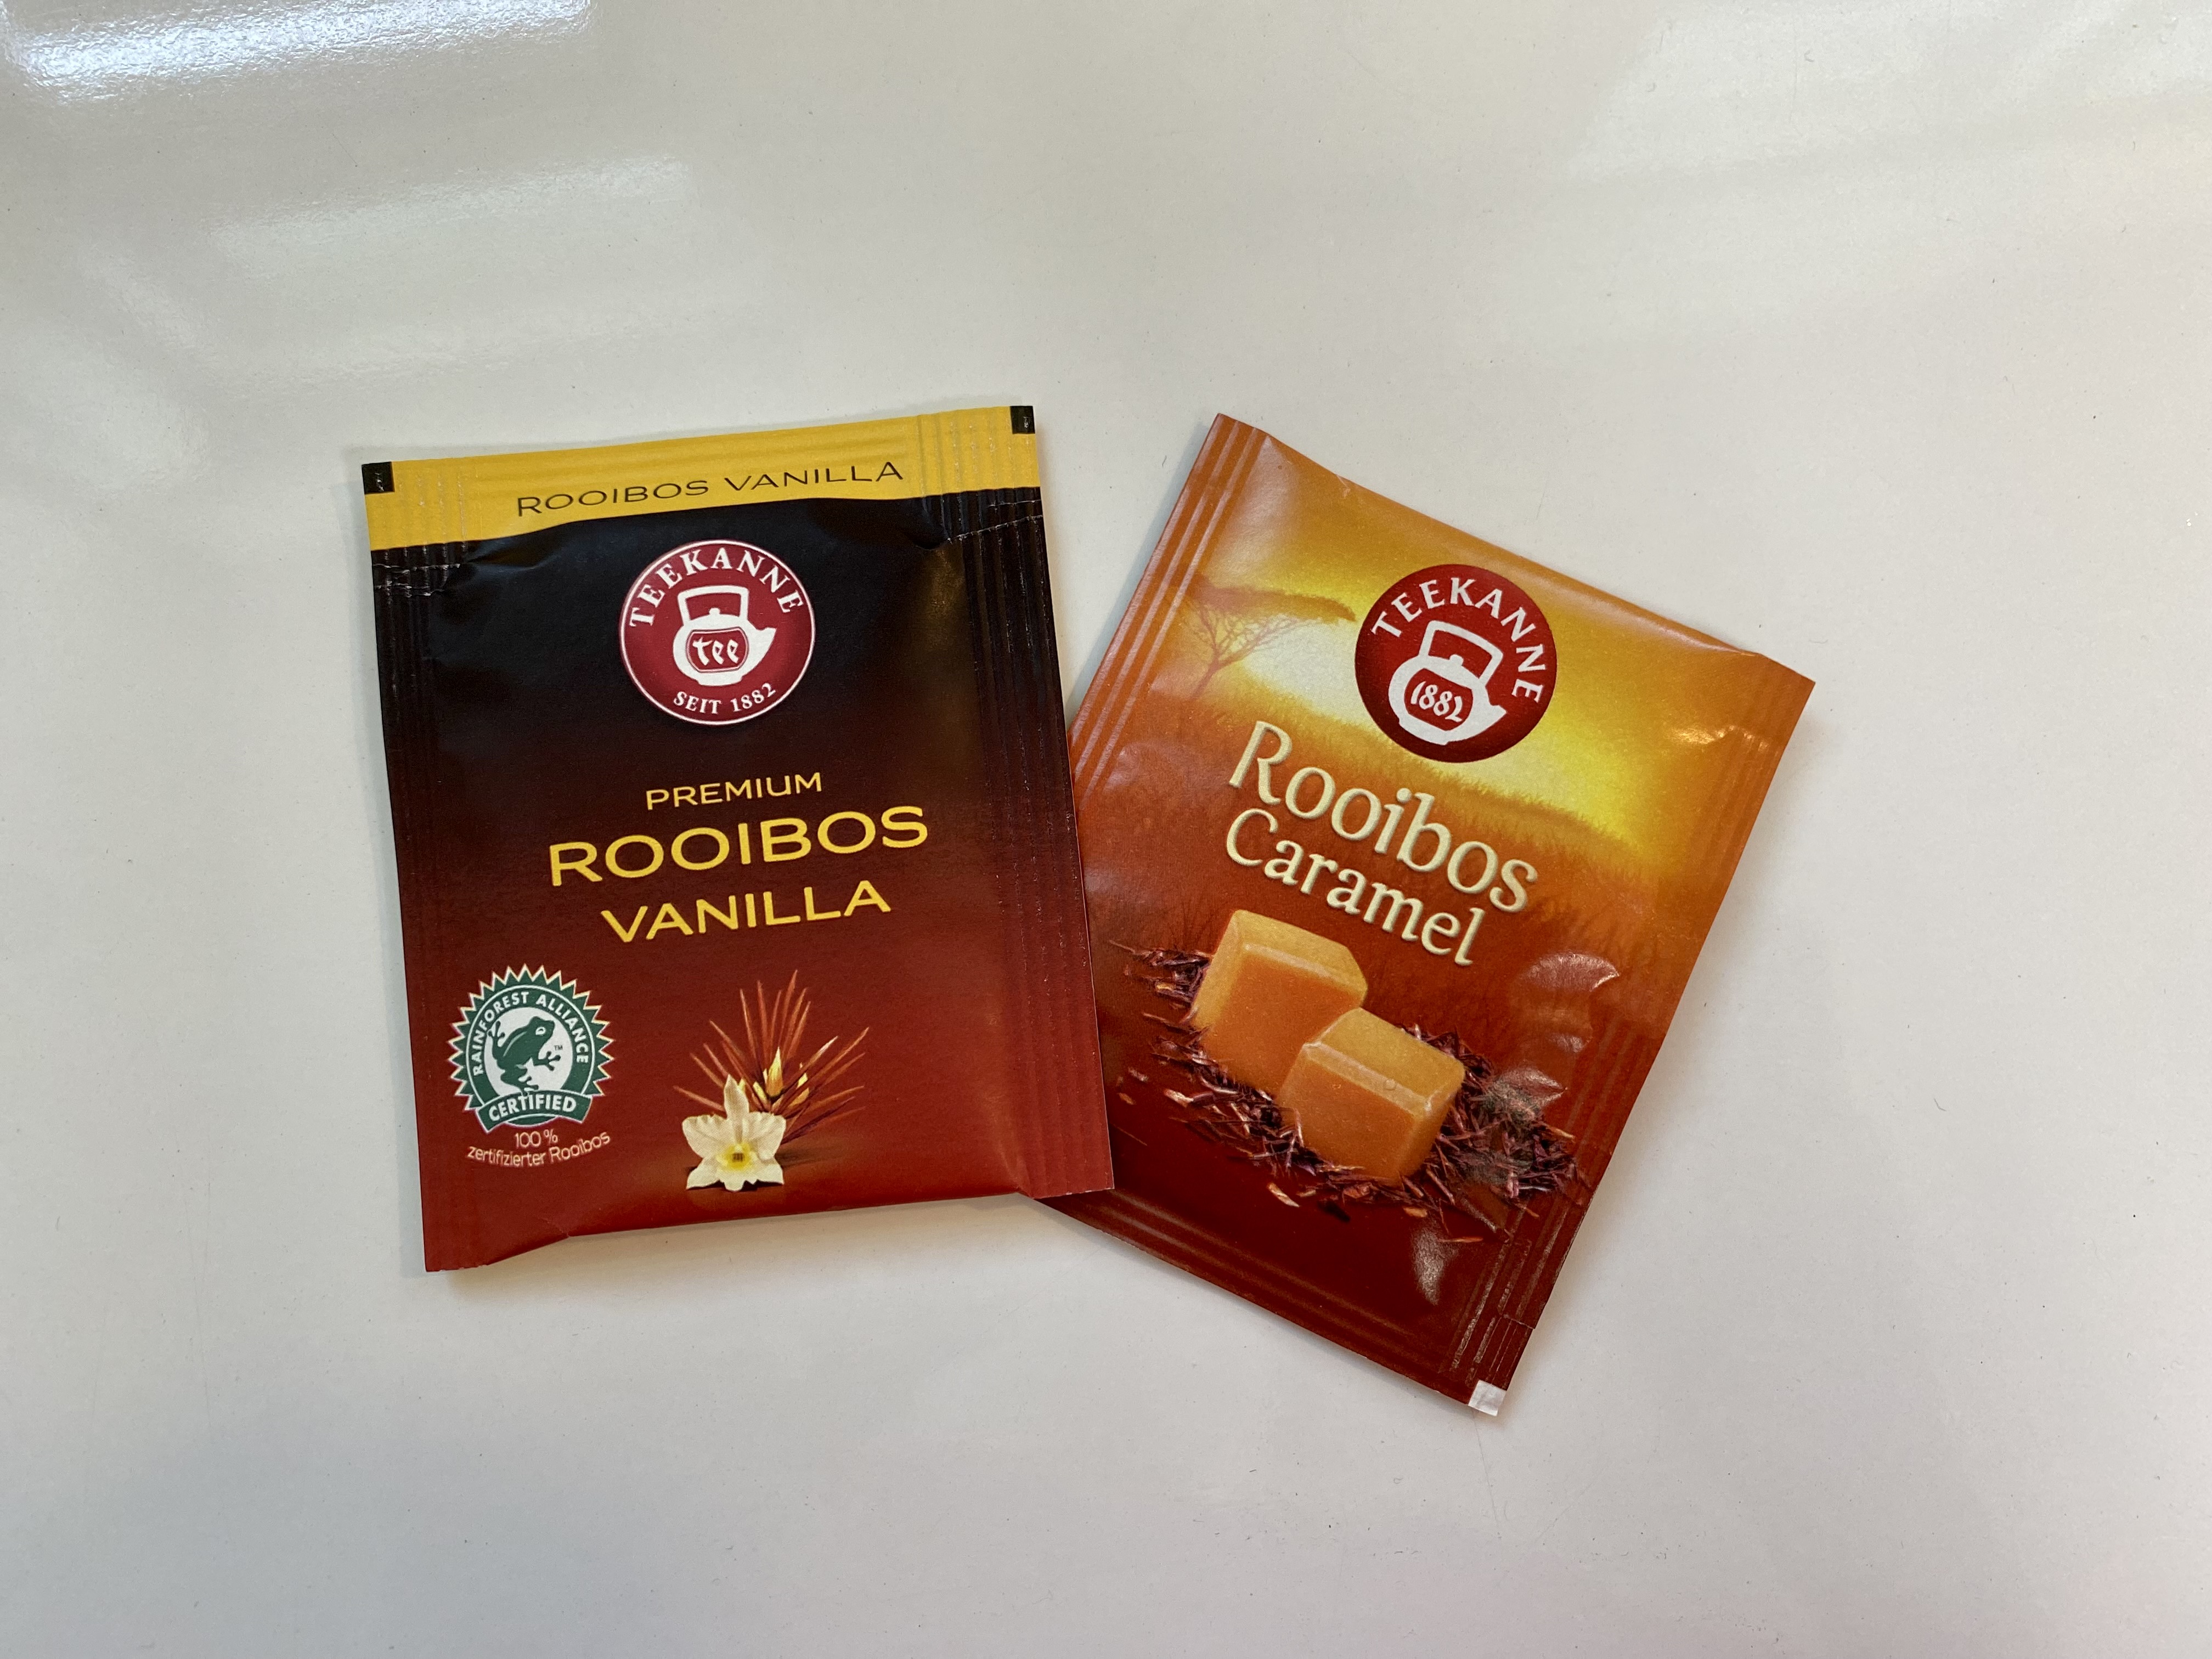 ROOIBOS VANILLA
TEEKANNE
tee
SEIT 1882
PREMIUM
ROOIBOS
VANILLA
RAINFOREST ALLIANCE
TM
CERTIFIED
100 %
zertifizierter Rooibos
TEEKANNE
1882
Rooibos
Caramel